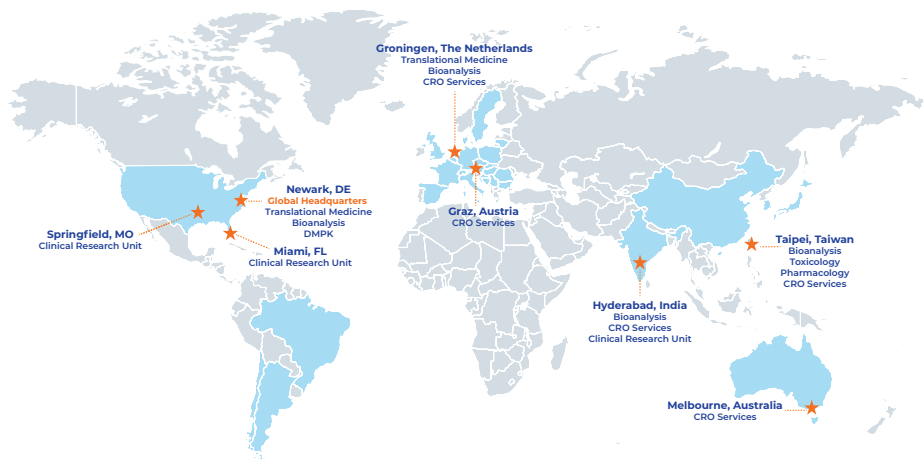 Groningen, The Netherlands
Translational Medicine
Bioanalysis
CRO Services
Newark, DE
Global Headquarters
Translational Medicine
Bioanalysis
DMPK
Springfield, MO
Clinical Research Unit
Miami, FL
Clinical Research Unit
Graz, Austria
CRO Services
Taipei, Taiwan
Bioanalysis
Toxicology
Pharmacology
CRO Services
Hyderabad, India
Bioanalysis
CRO Services
Clinical Research Unit
Melbourne, Australia
CRO Services